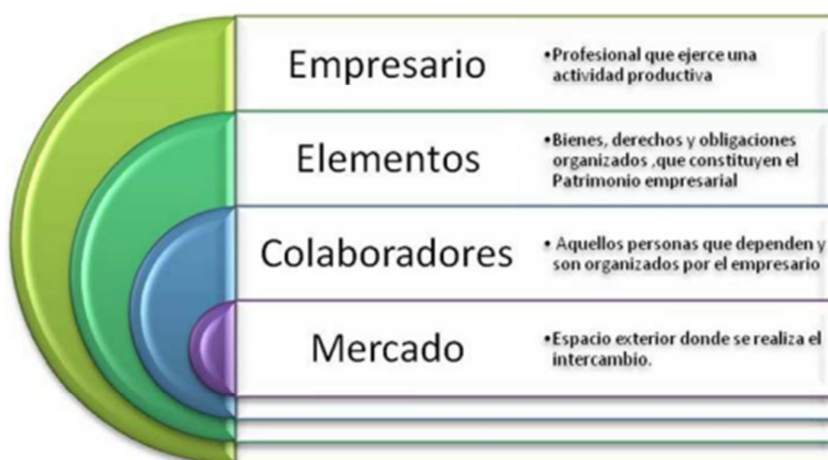 Empresario
•Profesional que ejerce una
actividad productiva
Elementos
•Bienes, derechos y obligaciones
organizados ,que constituyen el
Patrimonio empresarial
Colaboradores
• Aquellos personas que dependen y
son organizados por el empresario
Mercado
•Espacio exterior donde se realiza el
intercambio.